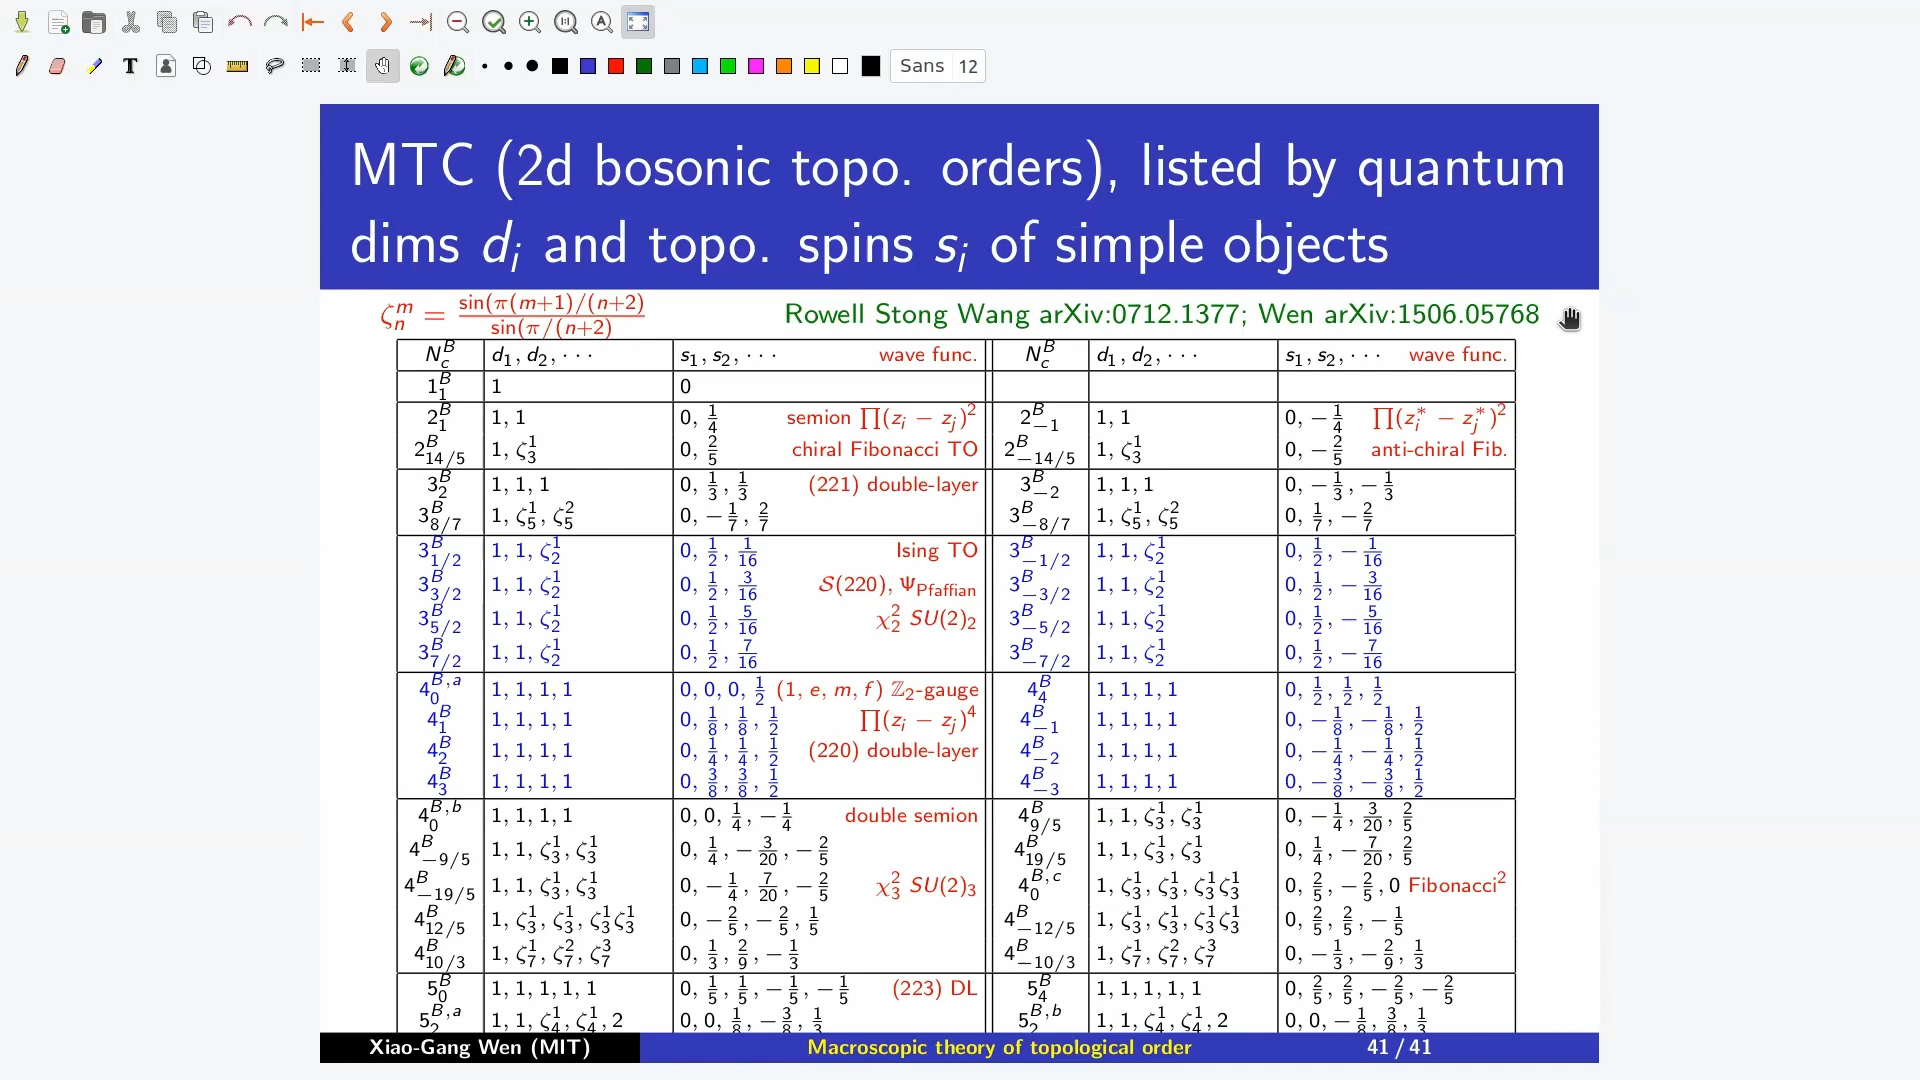 Sans 12
MTC (2d bosonic topo. orders), listed by quantum
dims d_i and topo. spins s_i of simple objects
ζ_n^m = sin(π(m+1)/(n+2) / sin(π/(n+2) Rowell Stong Wang arXiv:0712.1377; Wen arXiv:1506.05768
N_c^B d_1, d_2, ··· s_1, s_2, ··· wave func. N_c^B d_1, d_2, ··· s_1, s_2, ··· wave func.
1_1^B 1 0
2_1^B 1, 1 0, 1/4 semion ∏(z_i − z_j)^2 2_{−1}^B 1, 1 0, −1/4 ∏(z_i^* − z_j^*)^2
2_{14/5}^B 1, ζ_3^1 0, 2/5 chiral Fibonacci TO 2_{−14/5}^B 1, ζ_3^1 0, −2/5 anti-chiral Fib.
3_2^B 1, 1, 1 0, 1/3, 1/3 (221) double-layer 3_{−2}^B 1, 1, 1 0, −1/3, −1/3
3_{8/7}^B 1, ζ_5^1, ζ_5^2 0, −1/7, 2/7 3_{−8/7}^B 1, ζ_5^1, ζ_5^2 0, 1/7, −2/7
3_{1/2}^B 1, 1, ζ_2^1 0, 1/2, 1/16 Ising TO 3_{−1/2}^B 1, 1, ζ_2^1 0, 1/2, −1/16
3_{3/2}^B 1, 1, ζ_2^1 0, 1/2, 3/16 S(220), Ψ_Pfaffian 3_{−3/2}^B 1, 1, ζ_2^1 0, 1/2, −3/16
3_{5/2}^B 1, 1, ζ_2^1 0, 1/2, 5/16 χ_2^2 SU(2)_2 3_{−5/2}^B 1, 1, ζ_2^1 0, 1/2, −5/16
3_{7/2}^B 1, 1, ζ_2^1 0, 1/2, 7/16 3_{−7/2}^B 1, 1, ζ_2^1 0, 1/2, −7/16
4_0^{B,a} 1, 1, 1, 1 0, 0, 0, 1/2 (1, e, m, f) ℤ_2-gauge 4_4^B 1, 1, 1, 1 0, 1/2, 1/2, 1/2
4_1^B 1, 1, 1, 1 0, 1/8, 1/8, 1/2 ∏(z_i − z_j)^4 4_{−1}^B 1, 1, 1, 1 0, −1/8, −1/8, 1/2
4_2^B 1, 1, 1, 1 0, 1/4, 1/4, 1/2 (220) double-layer 4_{−2}^B 1, 1, 1, 1 0, −1/4, −1/4, 1/2
4_3^B 1, 1, 1, 1 0, 3/8, 3/8, 1/2 4_{−3}^B 1, 1, 1, 1 0, −3/8, −3/8, 1/2
4_0^{B,b} 1, 1, 1, 1 0, 0, 1/4, −1/4 double semion 4_{9/5}^B 1, 1, ζ_3^1, ζ_3^1 0, −1/4, 3/20, 2/5
4_{−9/5}^B 1, 1, ζ_3^1, ζ_3^1 0, 1/4, −3/20, −2/5 4_{19/5}^B 1, 1, ζ_3^1, ζ_3^1 0, 1/4, −7/20, 2/5
4_{−19/5}^B 1, 1, ζ_3^1, ζ_3^1 0, −1/4, 7/20, −2/5 χ_3^2 SU(2)_3 4_0^{B,c} 1, ζ_3^1, ζ_3^1, ζ_3^1ζ_3^1 0, 2/5, −2/5, 0 Fibonacci^2
4_{12/5}^B 1, ζ_3^1, ζ_3^1, ζ_3^1ζ_3^1 0, −2/5, −2/5, 1/5 4_{−12/5}^B 1, ζ_3^1, ζ_3^1, ζ_3^1ζ_3^1 0, 2/5, 2/5, −1/5
4_{10/3}^B 1, ζ_7^1, ζ_7^2, ζ_7^3 0, 1/3, 2/9, −1/3 4_{−10/3}^B 1, ζ_7^1, ζ_7^2, ζ_7^3 0, −1/3, −2/9, 1/3
5_0^B 1, 1, 1, 1, 1 0, 1/5, 1/5, −1/5, −1/5 (223) DL 5_4^B 1, 1, 1, 1, 1 0, 2/5, 2/5, −2/5, −2/5
5_2^{B,a} 1, 1, ζ_4^1, ζ_4^1, 2 0, 0, 1/8, −3/8, 1/3 5_2^{B,b} 1, 1, ζ_4^1, ζ_4^1, 2 0, 0, −1/8, 3/8, 1/3
Xiao-Gang Wen (MIT) Macroscopic theory of topological order 41 / 41